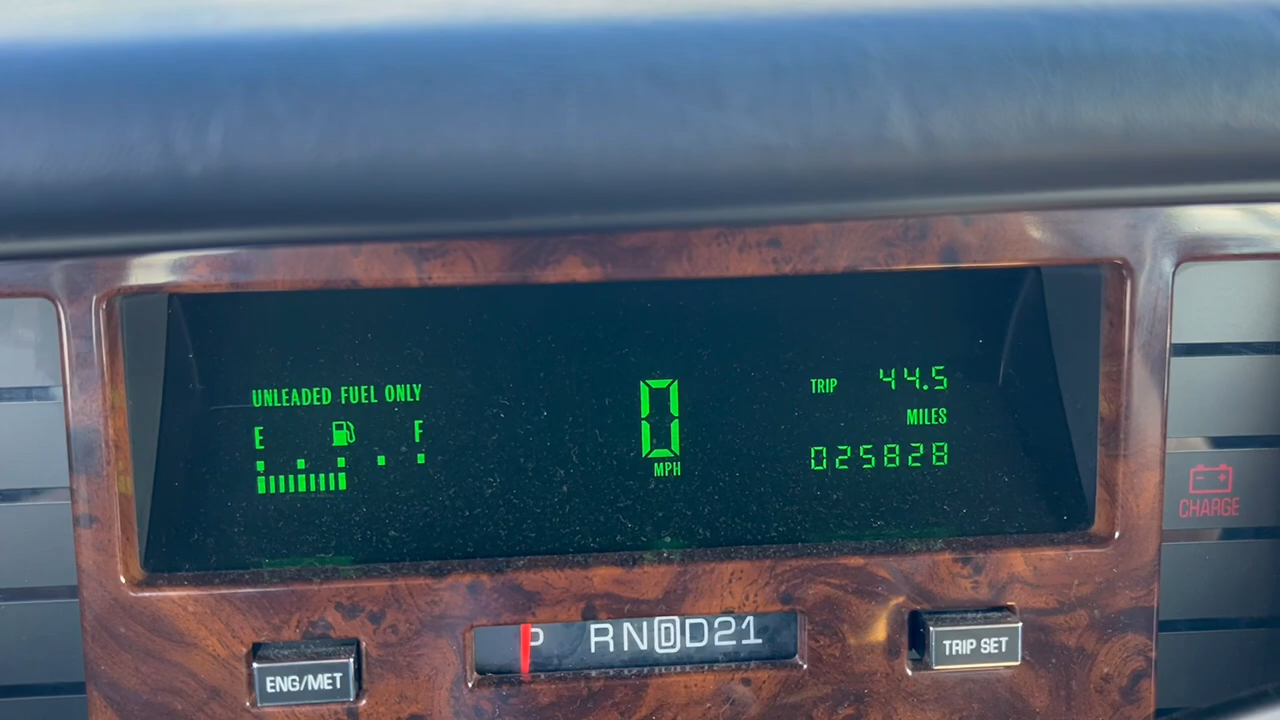 UNLEADED FUEL ONLY
E F
0
MPH
TRIP 44.5
MILES
025828
CHARGE
P RNDD21
ENG/MET
TRIP SET